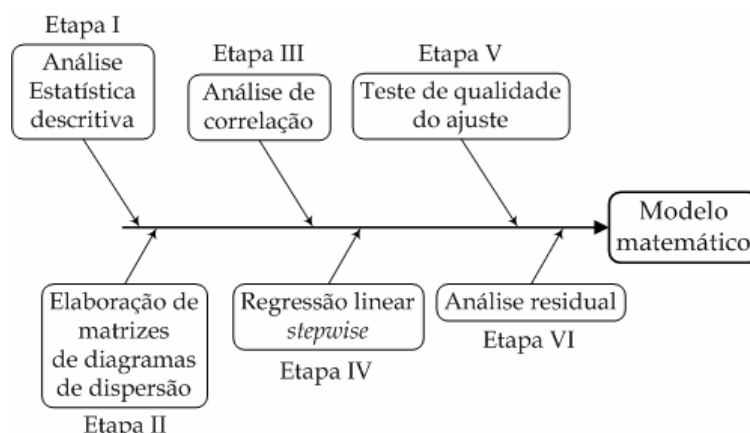 Etapa I
Análise
Estatística
descritiva
Etapa III
Análise de
correlação
Etapa V
Teste de qualidade
do ajuste
Modelo
matemático
Elaboração de
matrizes
de diagramas
de dispersão
Etapa II
Regressão linear
stepwise
Etapa IV
Análise residual
Etapa VI